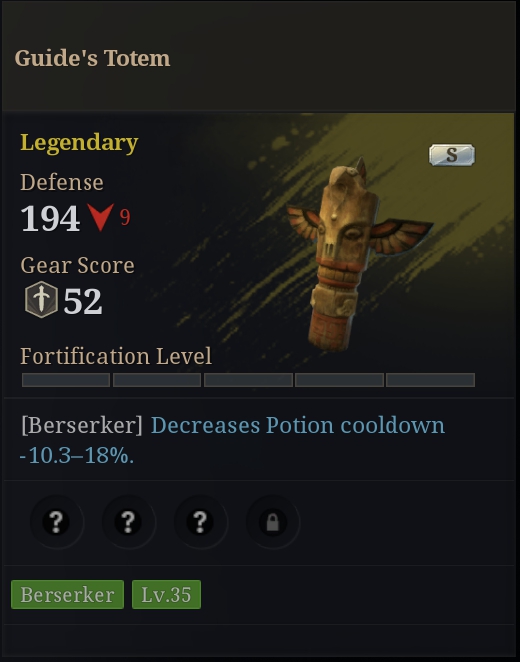 Guide's Totem
Legendary
S
Defense
194 9
Gear Score
52
Fortification Level
[Berserker] Decreases Potion cooldown
-10.3–18%.
? ? ?
Berserker Lv.35